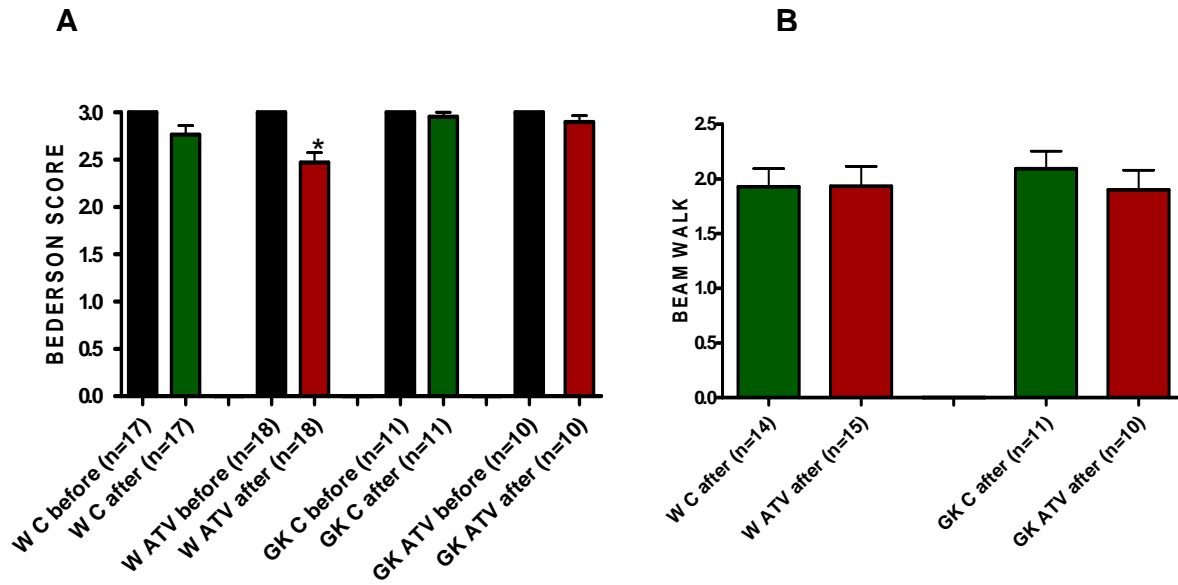 A
BEDERSON SCORE
3.0
2.5
2.0
1.5
1.0
0.5
0.0
*
W C before (n=17)
W C after (n=17)
W ATV before (n=18)
W ATV after (n=18)
GK C before (n=11)
GK C after (n=11)
GK ATV before (n=10)
GK ATV after (n=10)
B
BEAM WALK
2.5
2.0
1.5
1.0
0.5
0.0
W C after (n=14)
W ATV after (n=15)
GK C after (n=11)
GK ATV after (n=10)